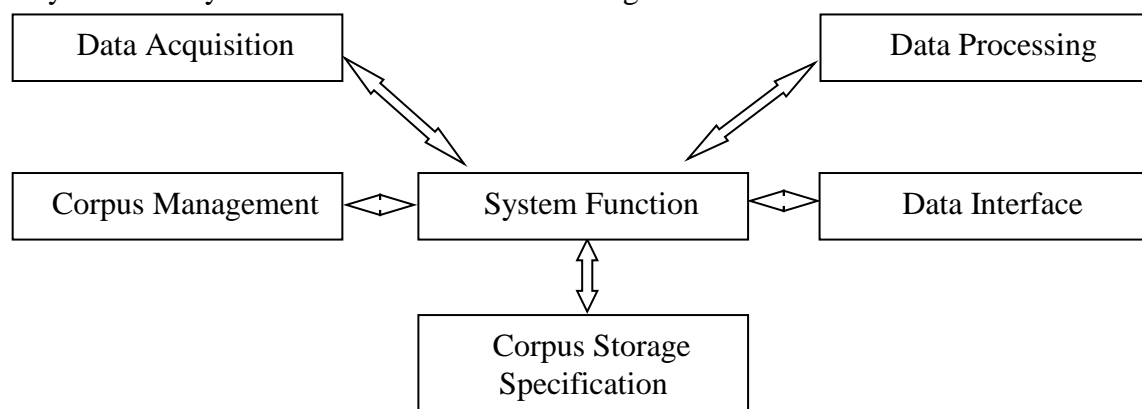 Data Acquisition
Data Processing
Corpus Management
System Function
Data Interface
Corpus Storage
Specification